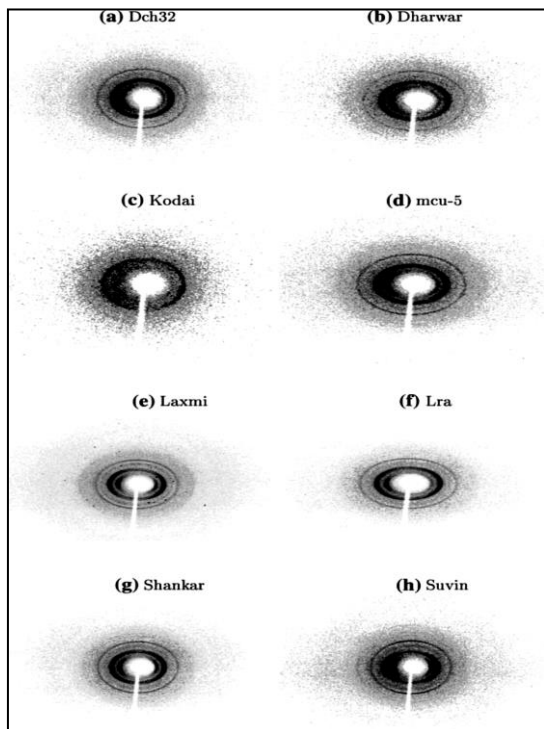 (a) Dch32
(b) Dharwar
(c) Kodai
(d) mcu-5
(e) Laxmi
(f) Lra
(g) Shankar
(h) Suvin